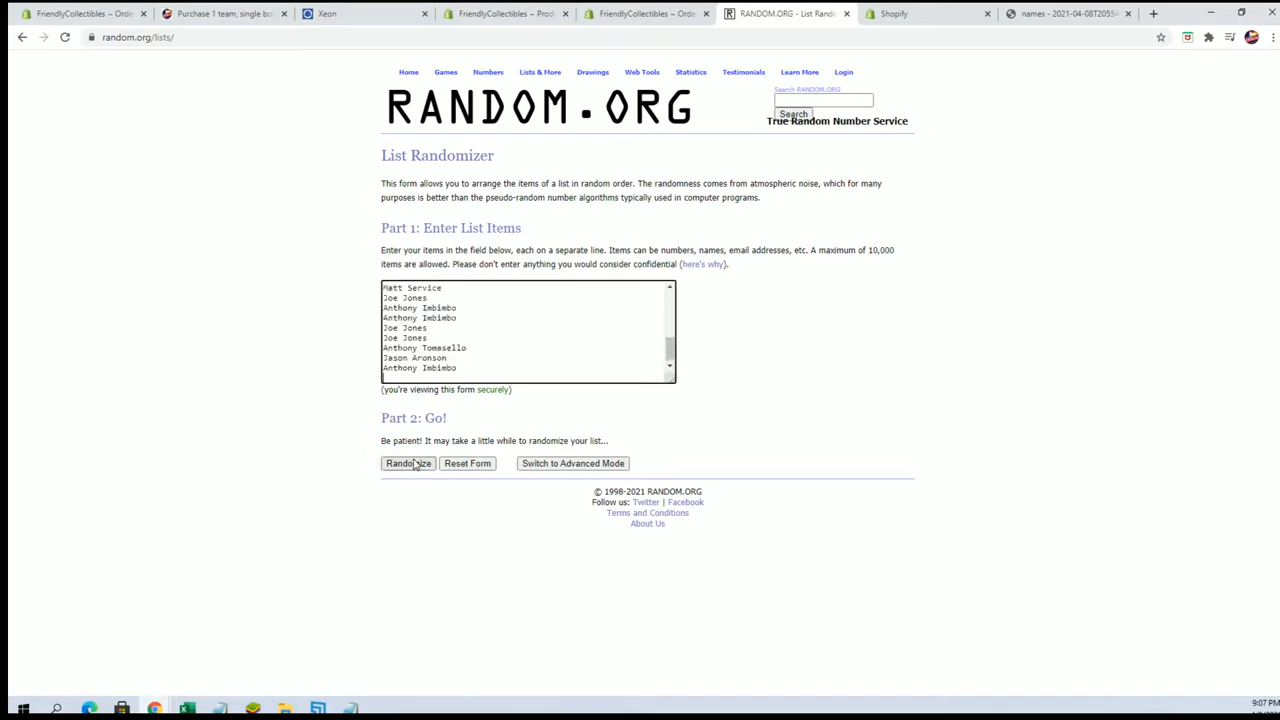 FriendlyCollectibles ~ Orde
Purchase 1 team, single bo
Xeon
FriendlyCollectibles ~ Prod
FriendlyCollectibles ~ Orde
RANDOM.ORG - List Rando
Shopify
names - 2021-04-08T2055
random.org/lists/
Home Games Numbers Lists & More Drawings Web Tools Statistics Testimonials Learn More Login
Search RANDOM.ORG
RANDOM.ORG
Search
True Random Number Service
List Randomizer
This form allows you to arrange the items of a list in random order. The randomness comes from atmospheric noise, which for many
purposes is better than the pseudo-random number algorithms typically used in computer programs.
Part 1: Enter List Items
Enter your items in the field below, each on a separate line. Items can be numbers, names, email addresses, etc. A maximum of 10,000
items are allowed. Please don't enter anything you would consider confidential (here's why).
Matt Service
Joe Jones
Anthony Imbimbo
Anthony Imbimbo
Joe Jones
Joe Jones
Anthony Tomasello
Jason Aronson
Anthony Imbimbo
(you're viewing this form securely)
Part 2: Go!
Be patient! It may take a little while to randomize your list...
Randomize Reset Form Switch to Advanced Mode
© 1998-2021 RANDOM.ORG
Follow us: Twitter | Facebook
Terms and Conditions
About Us
9:07 PM